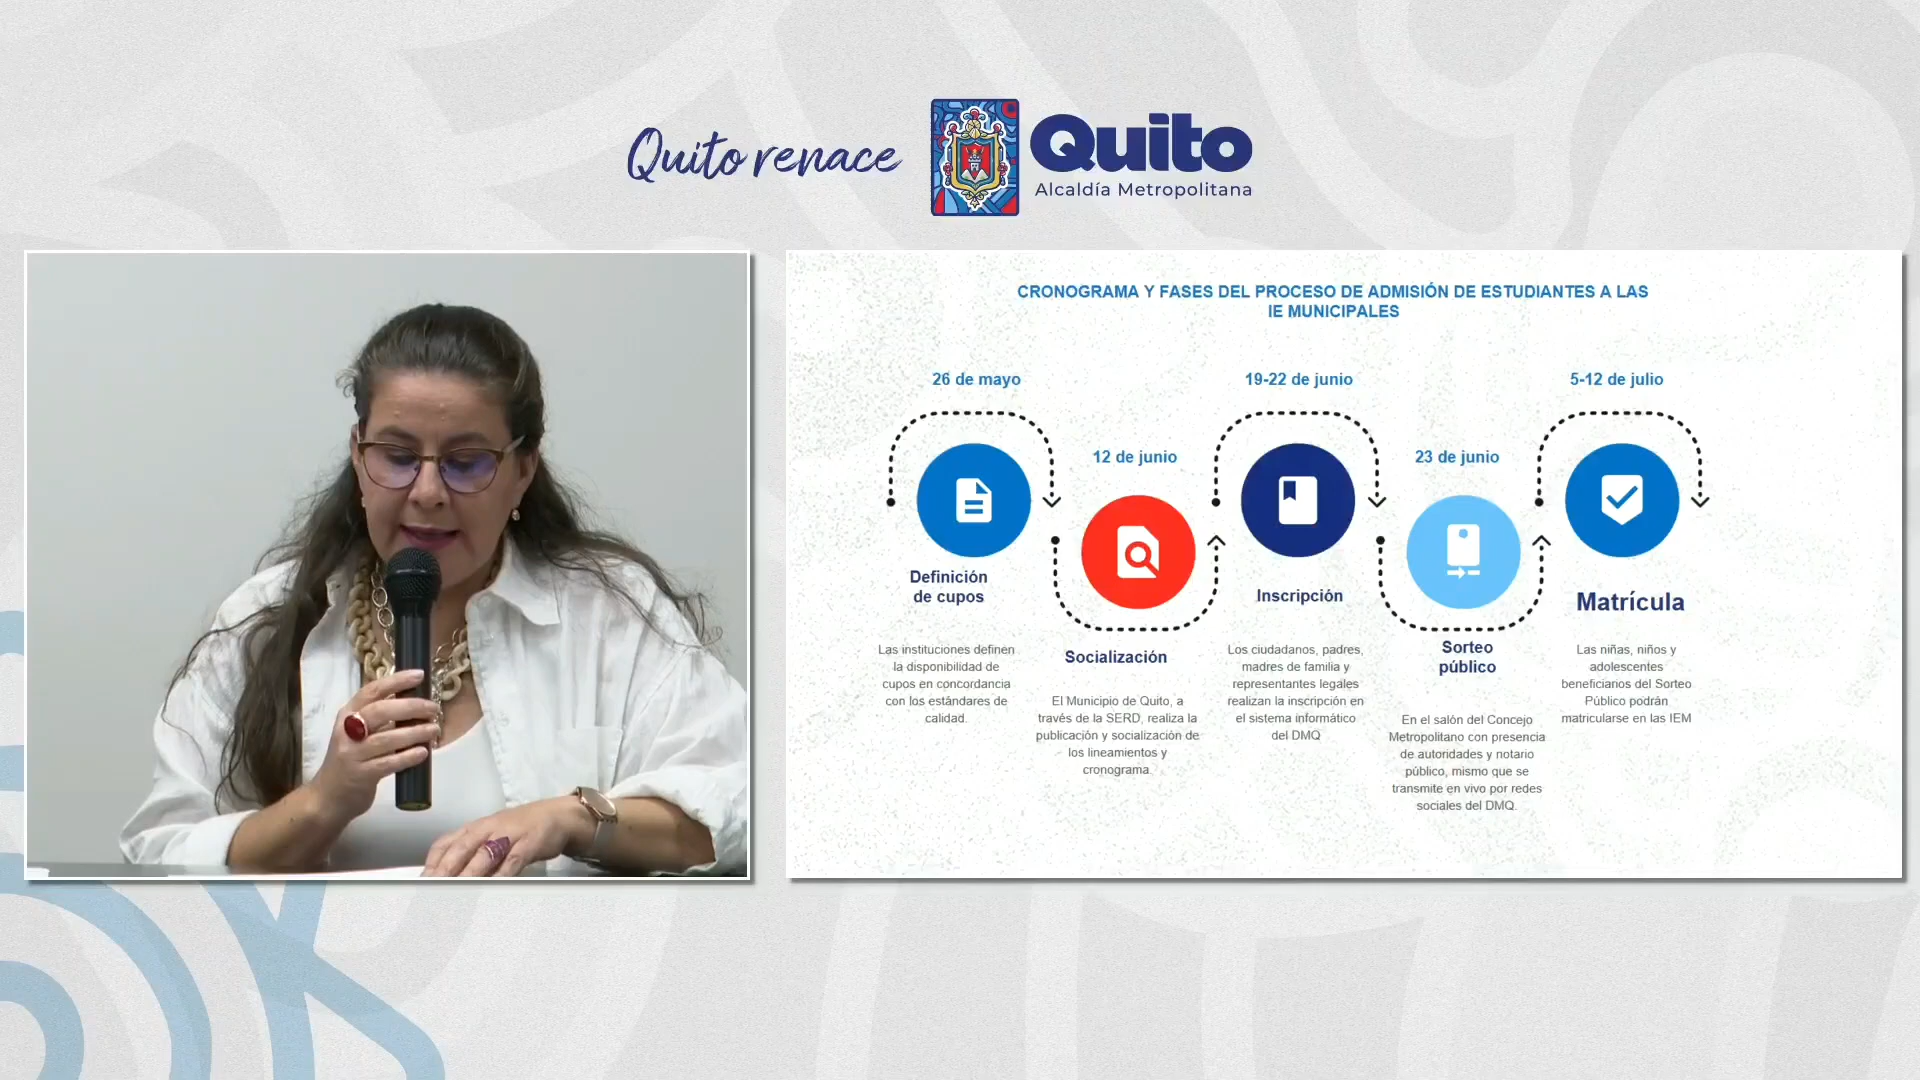 Quito renace
Quito
Alcaldía Metropolitana
CRONOGRAMA Y FASES DEL PROCESO DE ADMISIÓN DE ESTUDIANTES A LAS
IE MUNICIPALES
26 de mayo
Definición
de cupos
Las instituciones definen
la disponibilidad de
cupos en concordancia
con los estándares de
calidad.
12 de junio
Socialización
El Municipio de Quito, a
través de la SERD, realiza la
publicación y socialización de
los lineamientos y
cronograma.
19-22 de junio
Inscripción
Los ciudadanos, padres,
madres de familia y
representantes legales
realizan la inscripción en
el sistema informático
del DMQ
23 de junio
Sorteo
público
En el salón del Concejo
Metropolitano con presencia
de autoridades y notario
público, mismo que se
transmite en vivo por redes
sociales del DMQ.
5-12 de julio
Matrícula
Las niñas, niños y
adolescentes
beneficiarios del Sorteo
Público podrán
matricularse en las IEM